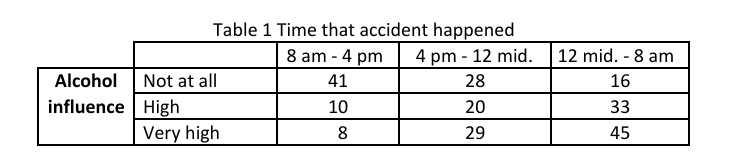 Table 1 Time that accident happened
8 am - 4 pm 4 pm - 12 mid. 12 mid. - 8 am
Alcohol influence Not at all 41 28 16
High 10 20 33
Very high 8 29 45